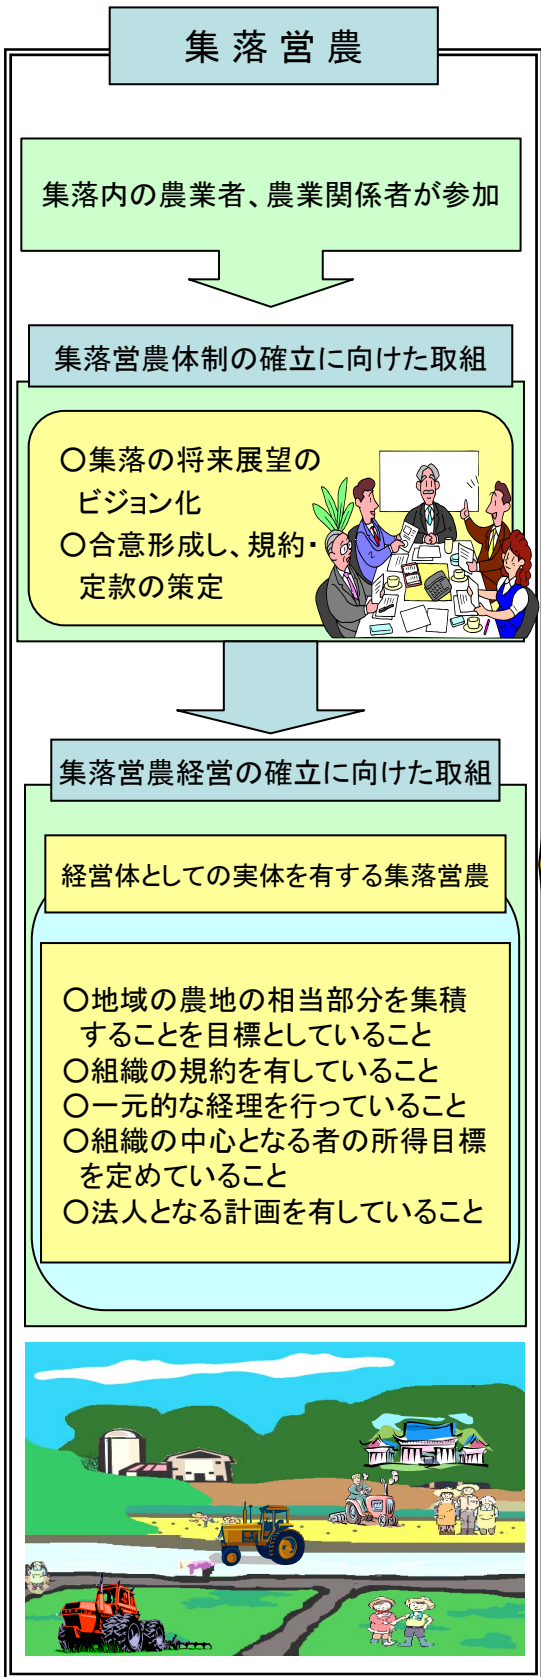 集落営農
集落内の農業者、農業関係者が参加
集落営農体制の確立に向けた取組
○集落の将来展望の
ビジョン化
○合意形成し、規約・
定款の策定
集落営農経営の確立に向けた取組
経営体としての実体を有する集落営農
○地域の農地の相当部分を集積
することを目標としていること
○組織の規約を有していること
○一元的な経理を行っていること
○組織の中心となる者の所得目標
を定めていること
○法人となる計画を有していること